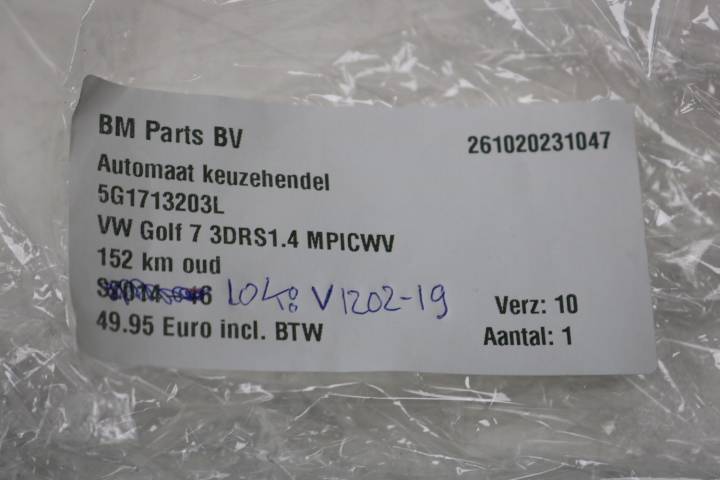 BM Parts BV 261020231047
Automaat keuzehendel
5G1713203L
VW Golf 7 3DRS1.4 MPICWV
152 km oud
LOK: V1202-19 Verz: 10
49.95 Euro incl. BTW Aantal: 1